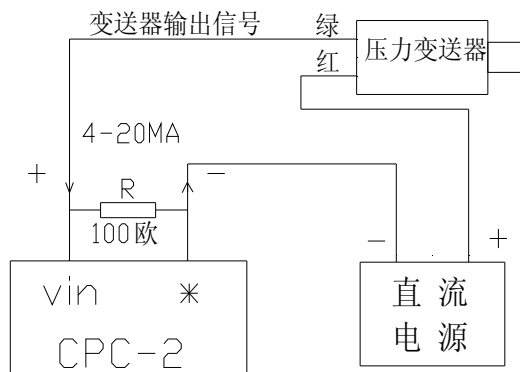 变送器输出信号
绿
红
压力变送器
4-20MA
+
-
R
100欧
-
+
vin
*
CPC-2
直 流
电 源